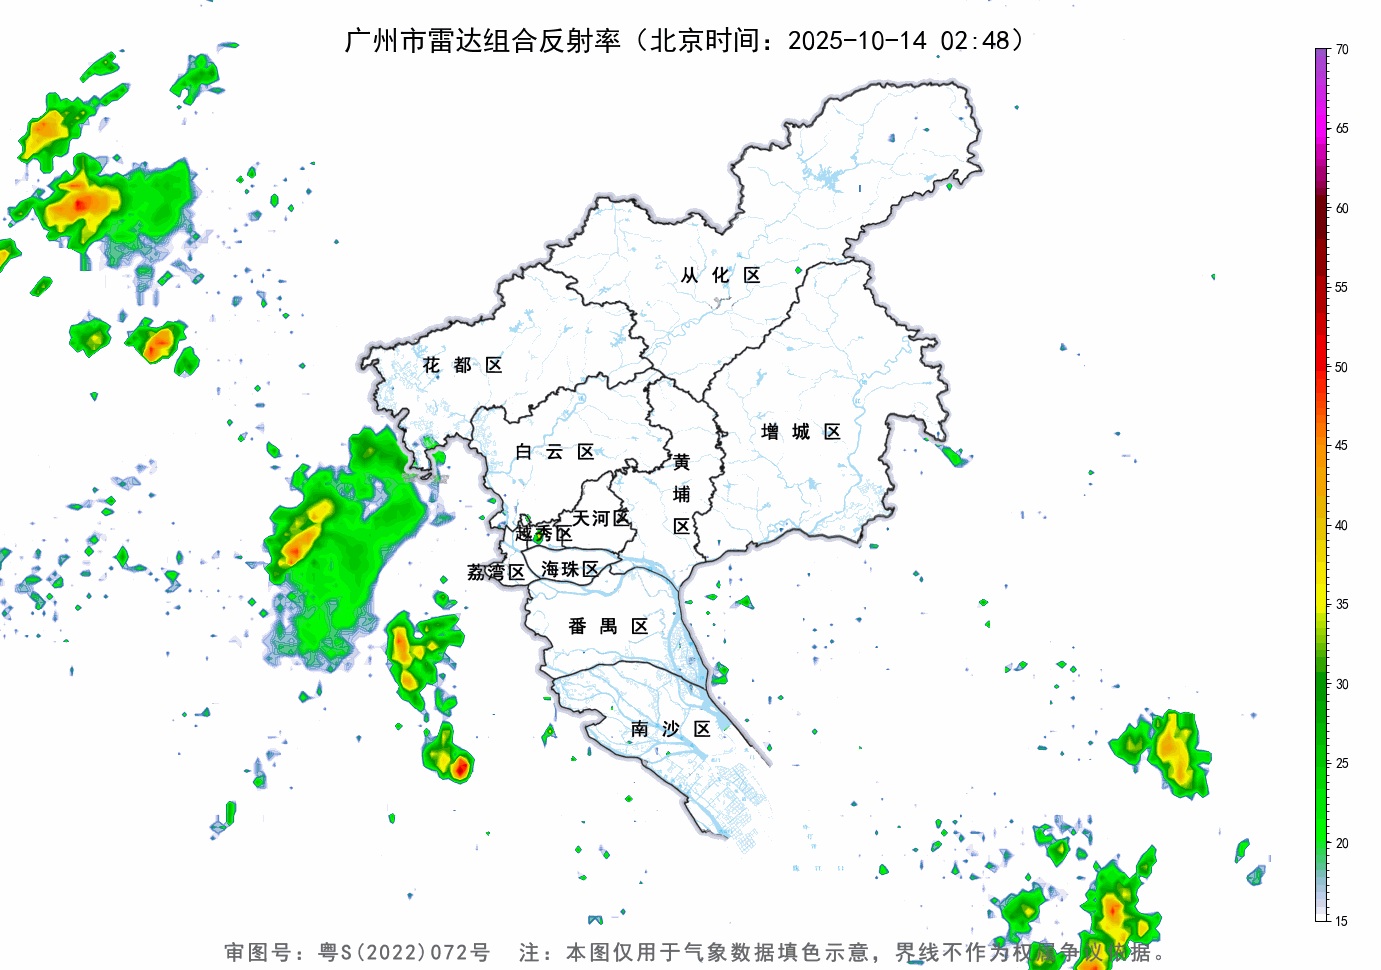 广州市雷达组合反射率（北京时间：2025-10-14 02:48）
70
65
60
55
50
45
40
35
30
25
20
15
从化区
花都区
增城区
白云区
黄埔区
天河区
越秀区
荔湾区
海珠区
番禺区
南沙区
审图号：粤S(2022)072号 注：本图仅用于气象数据填色示意，界线不作为权属争议依据。